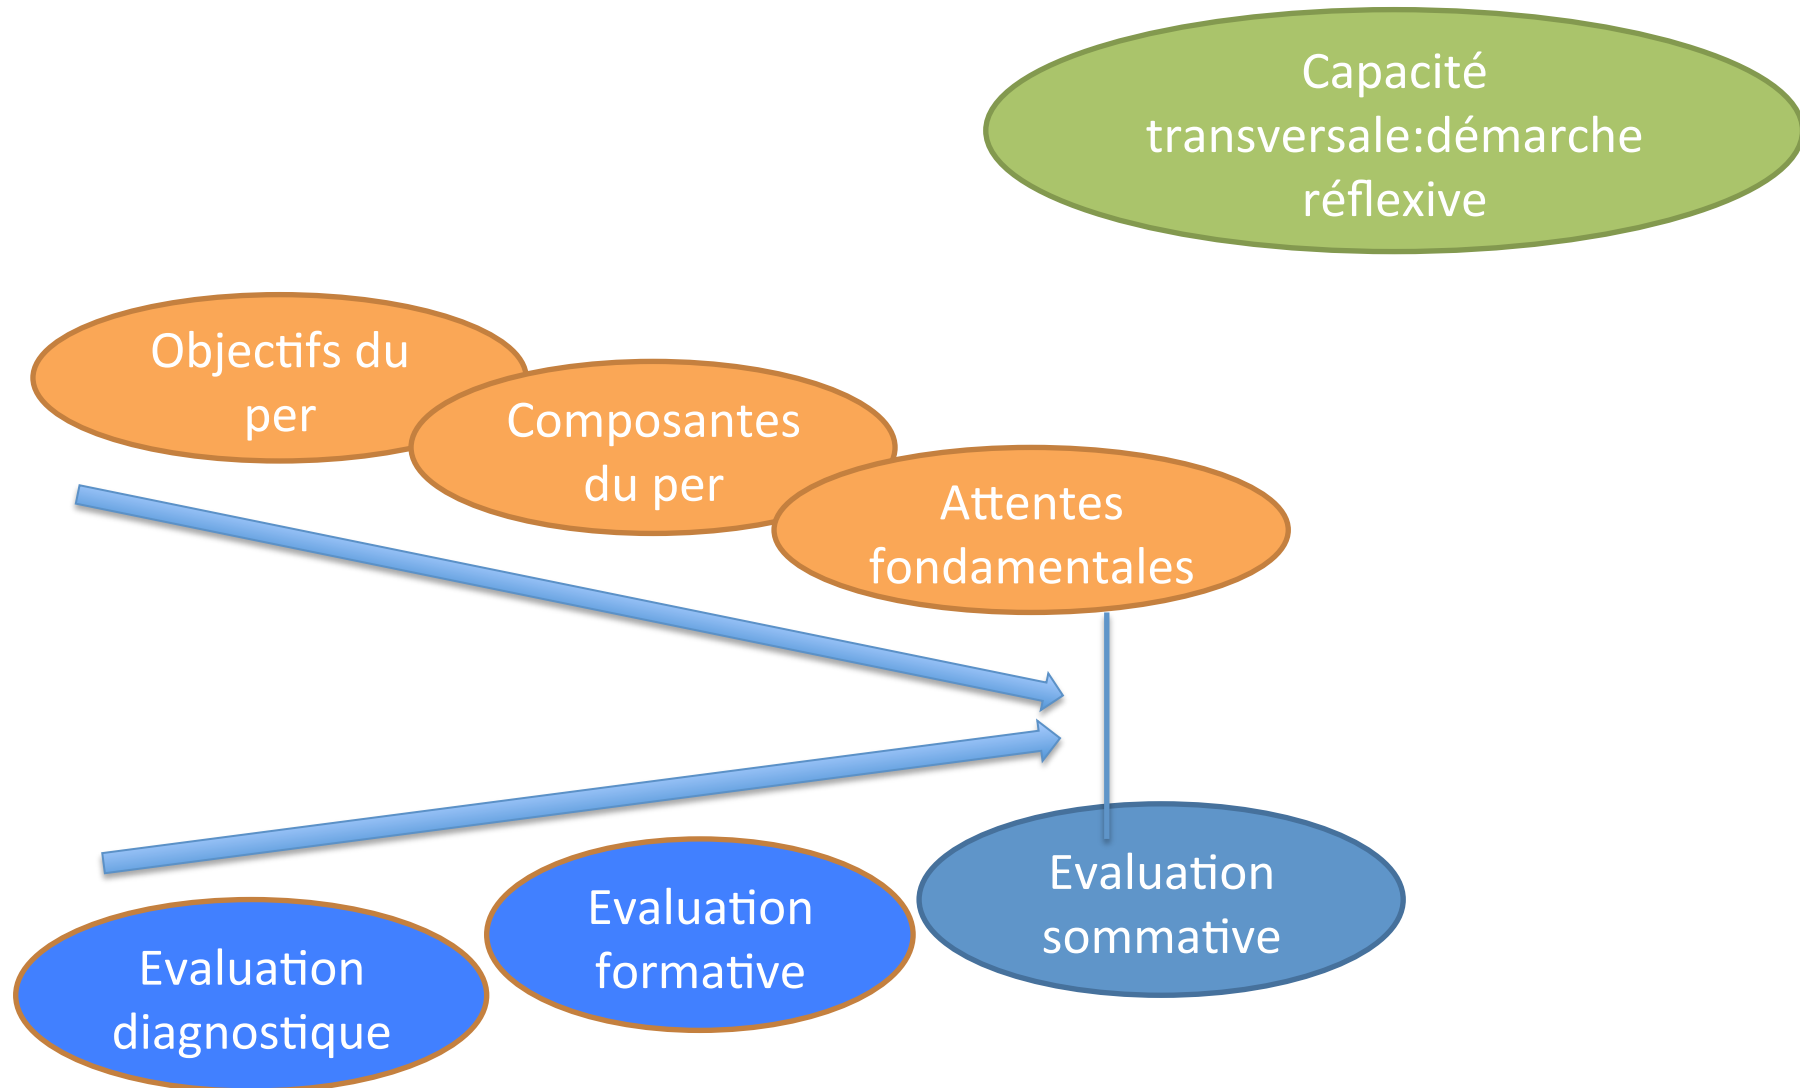 Capacité
transversale:démarche
réflexive
Objectifs du
per
Composantes
du per
Attentes
fondamentales
Evaluation
diagnostique
Evaluation
formative
Evaluation
sommative